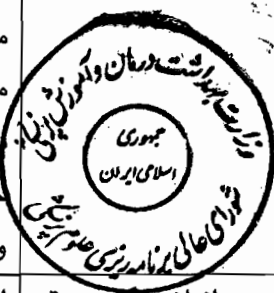 وزارت بهداشت درمان و آموزش پزشکی
جمهوری
اسلامی ایران
شورای عالی برنامه ریزی علوم پزشکی